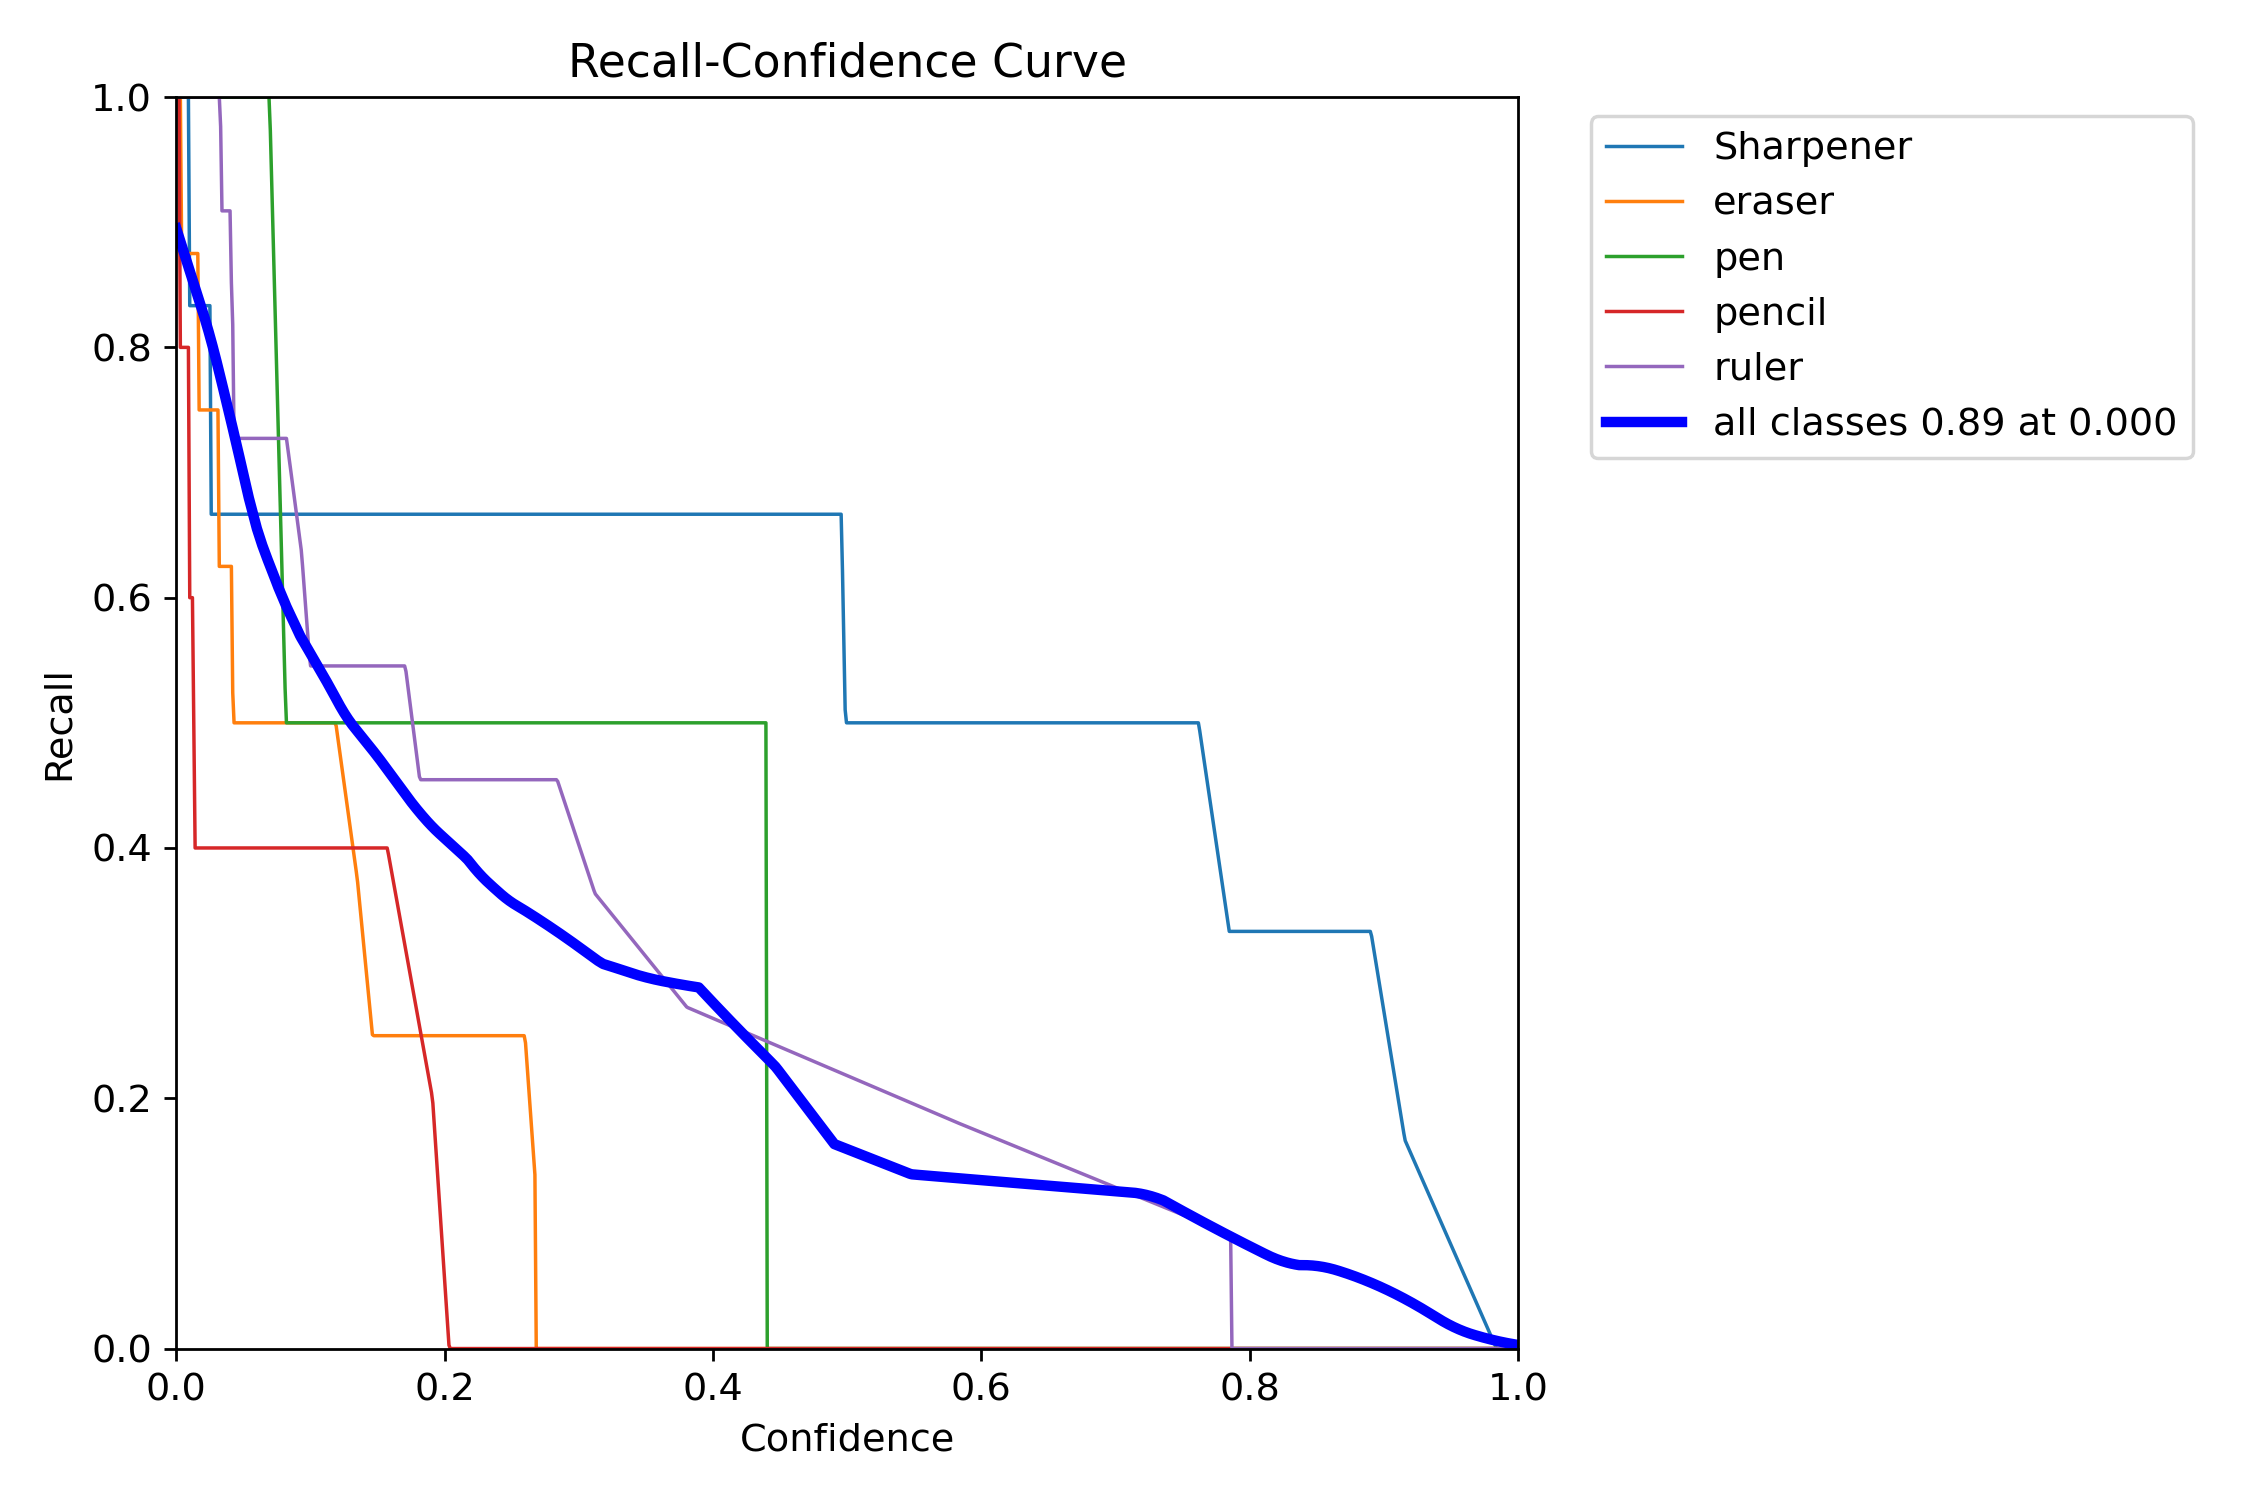 Recall-Confidence Curve
1.0
0.8
0.6
0.4
0.2
0.0
Recall
0.0 0.2 0.4 0.6 0.8 1.0
Confidence
Sharpener
eraser
pen
pencil
ruler
all classes 0.89 at 0.000